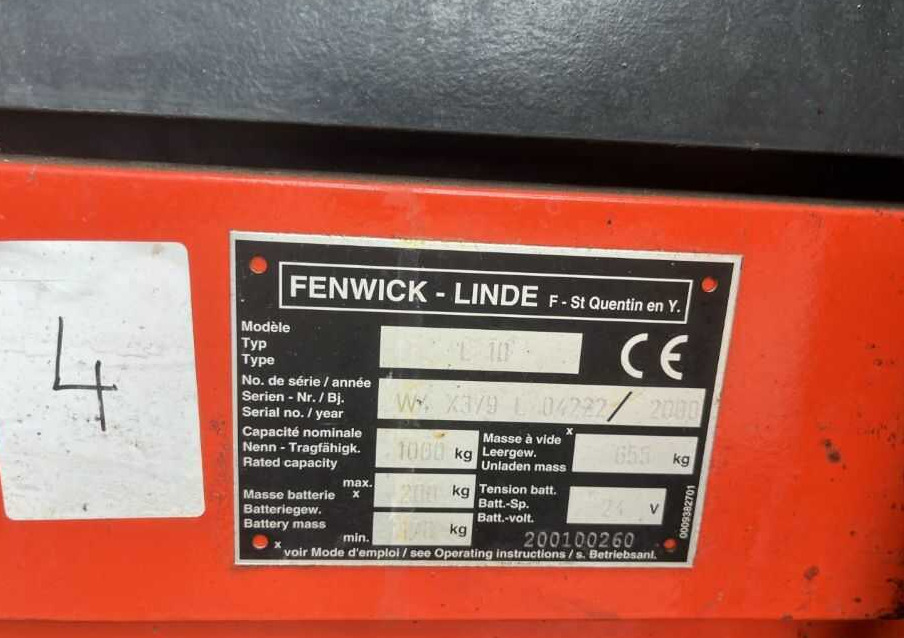 4
FENWICK - LINDE F - St Quentin en Y.
Modèle
Typ
Type
L 10
CE
No. de série / année
Serien - Nr. / Bj.
Serial no. / year
L / 2000
Capacité nominale
Nenn - Tragfähigk.
Rated capacity
1000 kg
Masse à vide x
Leergew.
Unladen mass
655 kg
Masse batterie x
Batteriegew.
Battery mass
max.
200 kg
min.
kg
Tension batt.
Batt.-Sp.
Batt.-volt.
24 V
0009382701
200100260
x voir Mode d'emploi / see Operating instructions / s. Betriebsanl.